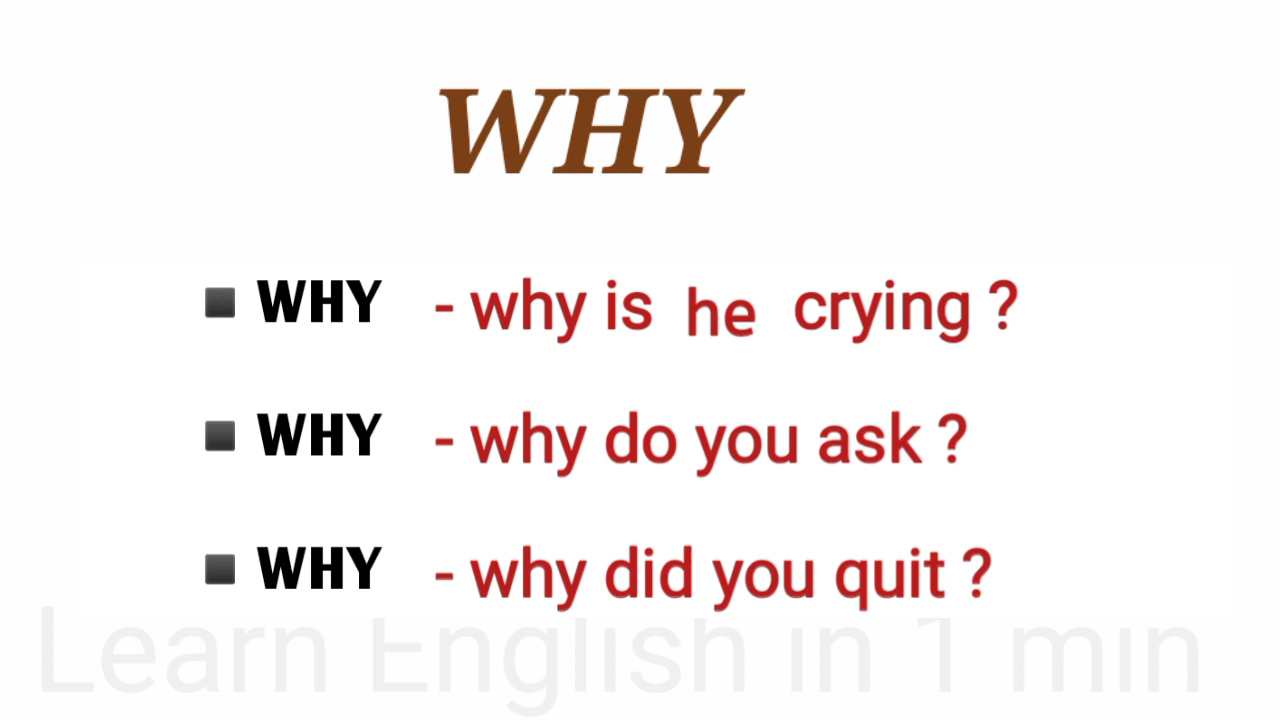 WHY
▪ WHY - why is he crying ?
▪ WHY - why do you ask ?
▪ WHY - why did you quit ?
Learn English in 1 min